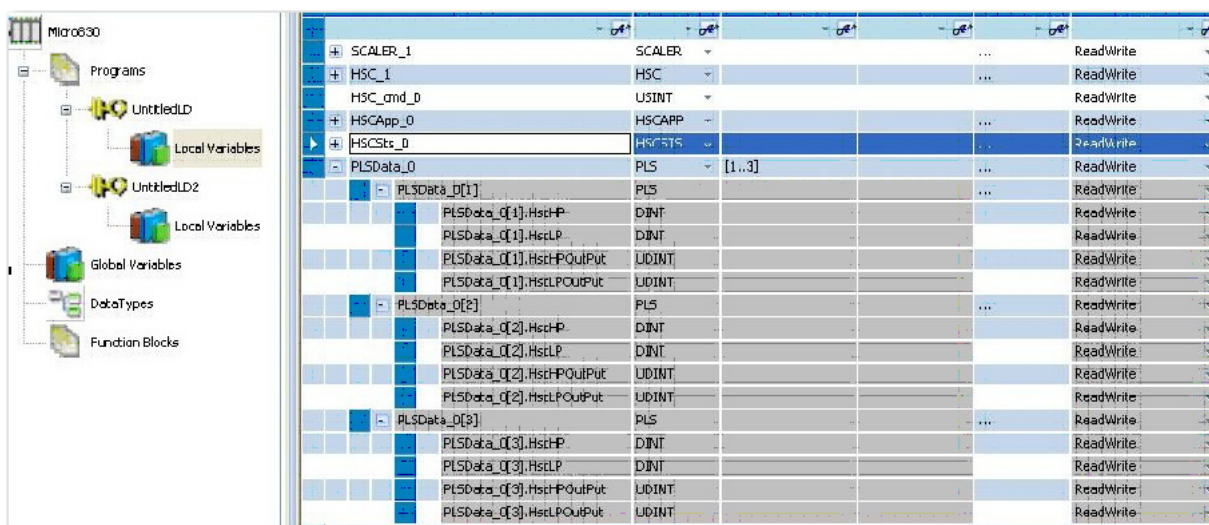 Micro830
Programs
UntitledLD
Local Variables
UntitledLD2
Local Variables
Global Variables
DataTypes
Function Blocks
SCALER_1 SCALER ... ReadWrite
HSC_1 HSC ... ReadWrite
HSC_cmd_0 USINT ReadWrite
HSCApp_0 HSCAPP ... ReadWrite
HSCSts_0 HSCSTS ... ReadWrite
PLSData_0 PLS [1..3] ... ReadWrite
PLSData_0[1] PLS ... ReadWrite
PLSData_0[1].HscHP DINT ReadWrite
PLSData_0[1].HscLP DINT ReadWrite
PLSData_0[1].HscHPOutPut UDINT ReadWrite
PLSData_0[1].HscLPOutPut UDINT ReadWrite
PLSData_0[2] PLS ... ReadWrite
PLSData_0[2].HscHP DINT ReadWrite
PLSData_0[2].HscLP DINT ReadWrite
PLSData_0[2].HscHPOutPut UDINT ReadWrite
PLSData_0[2].HscLPOutPut UDINT ReadWrite
PLSData_0[3] PLS ... ReadWrite
PLSData_0[3].HscHP DINT ReadWrite
PLSData_0[3].HscLP DINT ReadWrite
PLSData_0[3].HscHPOutPut UDINT ReadWrite
PLSData_0[3].HscLPOutPut UDINT ReadWrite